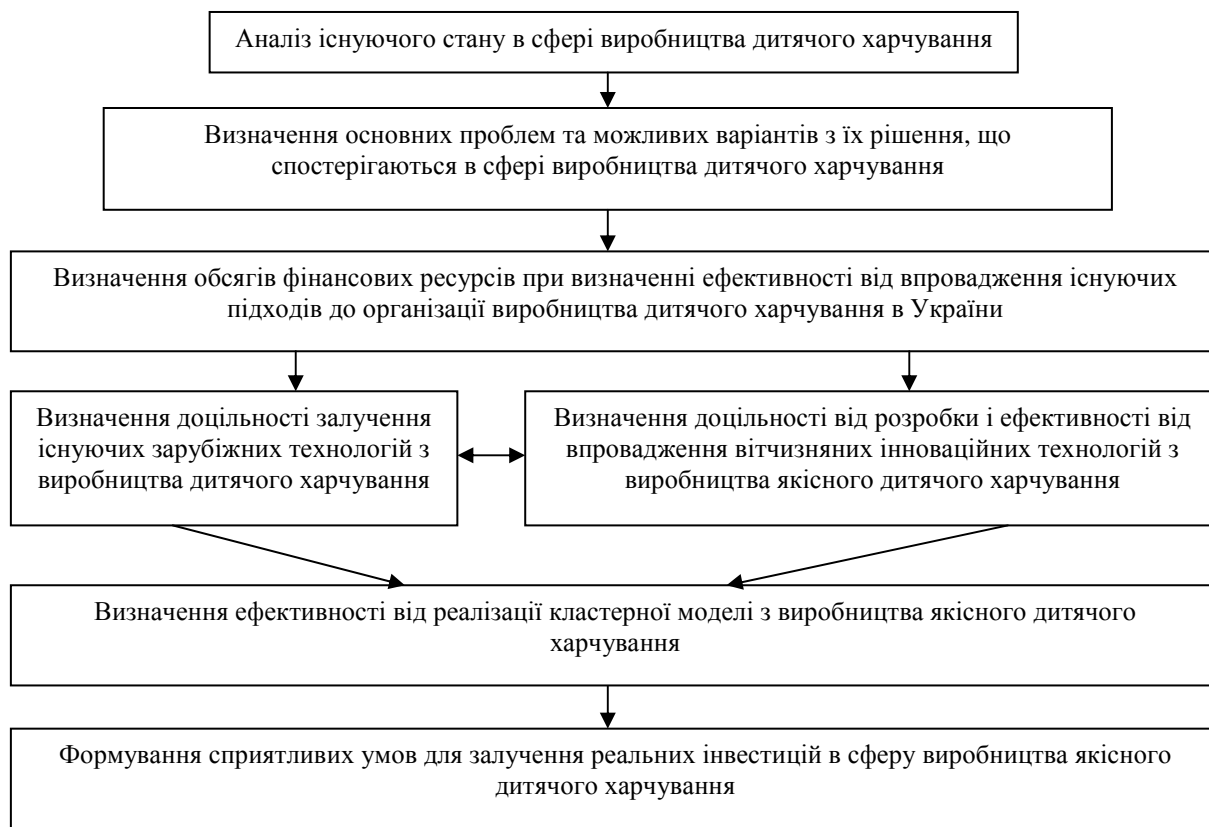 Аналіз існуючого стану в сфері виробництва дитячого харчування
Визначення основних проблем та можливих варіантів з їх рішення, що
спостерігаються в сфері виробництва дитячого харчування
Визначення обсягів фінансових ресурсів при визначенні ефективності від впровадження існуючих
підходів до організації виробництва дитячого харчування в Україні
Визначення доцільності залучення
існуючих зарубіжних технологій з
виробництва дитячого харчування
Визначення доцільності від розробки і ефективності від
впровадження вітчизняних інноваційних технологій з
виробництва якісного дитячого харчування
Визначення ефективності від реалізації кластерної моделі з виробництва якісного дитячого
харчування
Формування сприятливих умов для залучення реальних інвестицій в сферу виробництва якісного
дитячого харчування